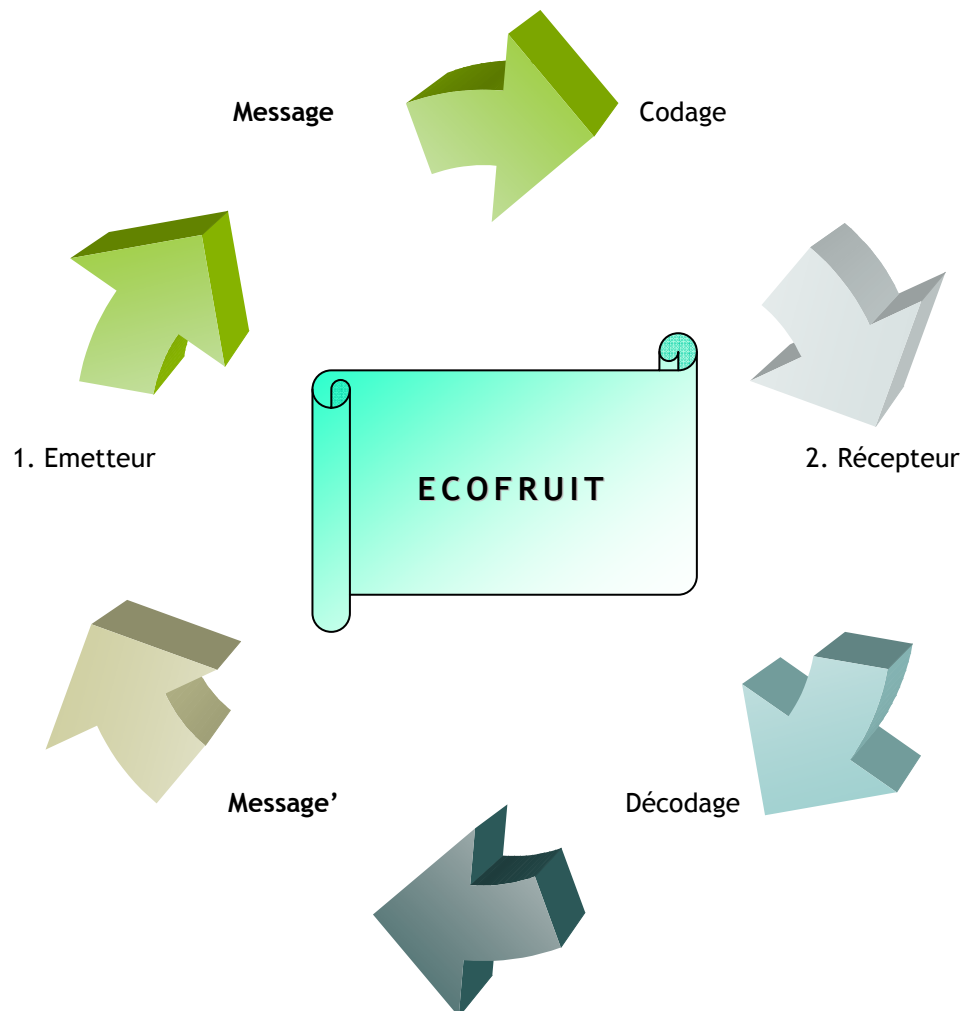 Message
Codage
1. Emetteur
2. Récepteur
ECOFRUIT
Message’
Décodage